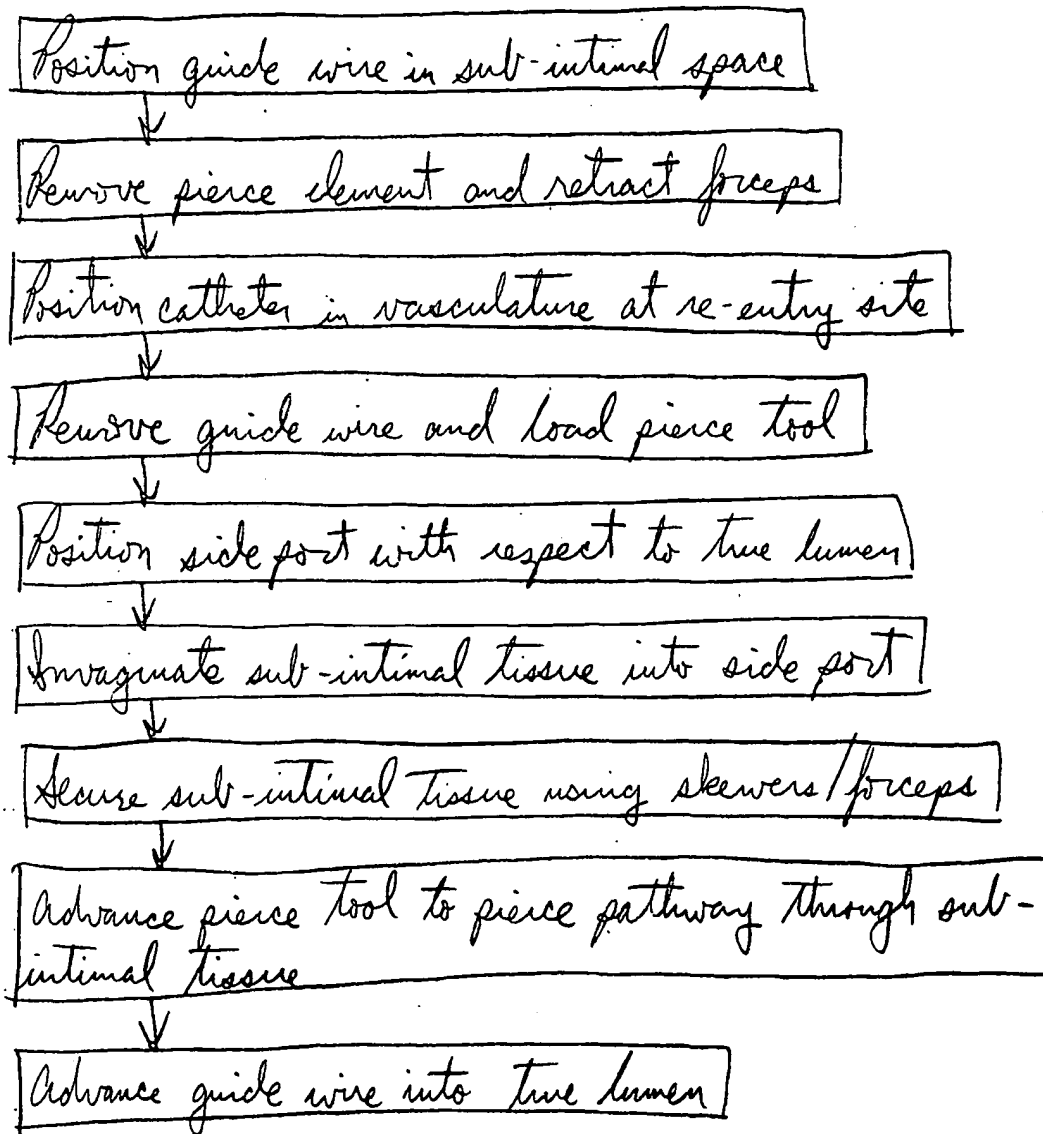 Position guide wire in sub-intimal space
Remove pierce element and retract forceps
Position catheter in vasculature at re-entry site
Remove guide wire and load pierce tool
Position side port with respect to true lumen
Invaginate sub-intimal tissue into side port
Secure sub-intimal tissue using skewers/forceps
Advance pierce tool to pierce pathway through sub-
intimal tissue
Advance guide wire into true lumen